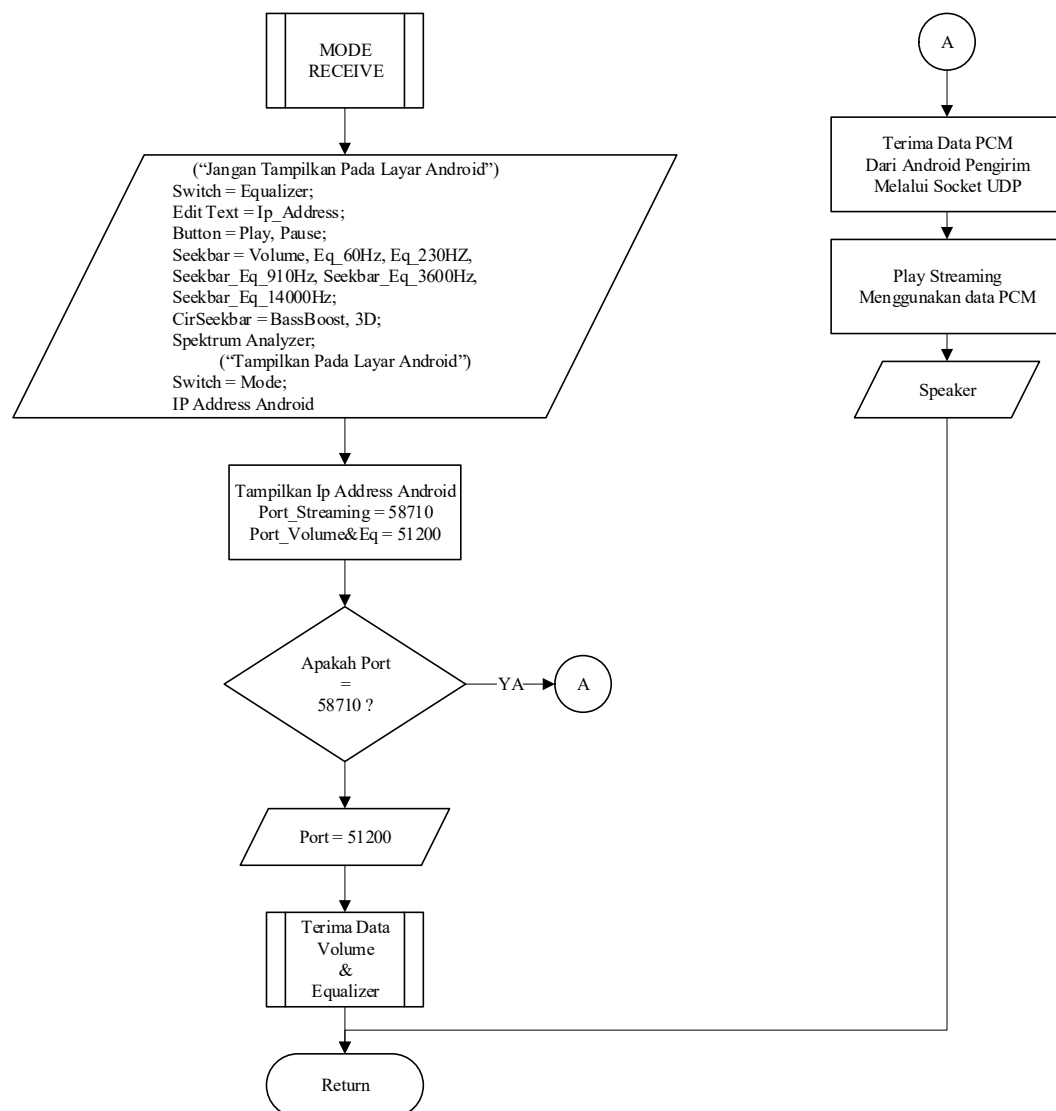 MODE
RECEIVE
(“Jangan Tampilkan Pada Layar Android”)
Switch = Equalizer;
Edit Text = Ip_Address;
Button = Play, Pause;
Seekbar = Volume, Eq_60Hz, Eq_230HZ,
Seekbar_Eq_910Hz, Seekbar_Eq_3600Hz,
Seekbar_Eq_14000Hz;
CirSeekbar = BassBoost, 3D;
Spektrum Analyzer;
(“Tampilkan Pada Layar Android”)
Switch = Mode;
IP Address Android
Tampilkan Ip Address Android
Port_Streaming = 58710
Port_Volume&Eq = 51200
Apakah Port
=
58710 ?
YA
A
Port = 51200
Terima Data
Volume
&
Equalizer
Return
A
Terima Data PCM
Dari Android Pengirim
Melalui Socket UDP
Play Streaming
Menggunakan data PCM
Speaker